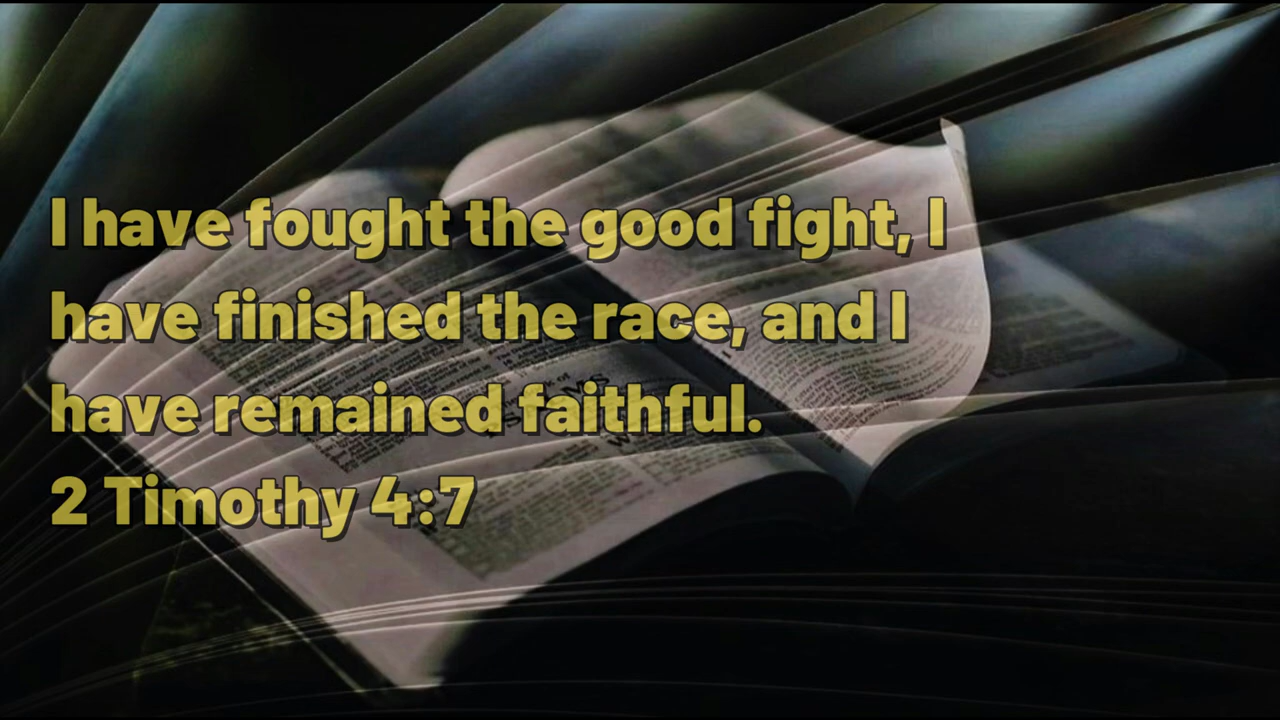 I have fought the good fight, I
have finished the race, and I
have remained faithful.
2 Timothy 4:7